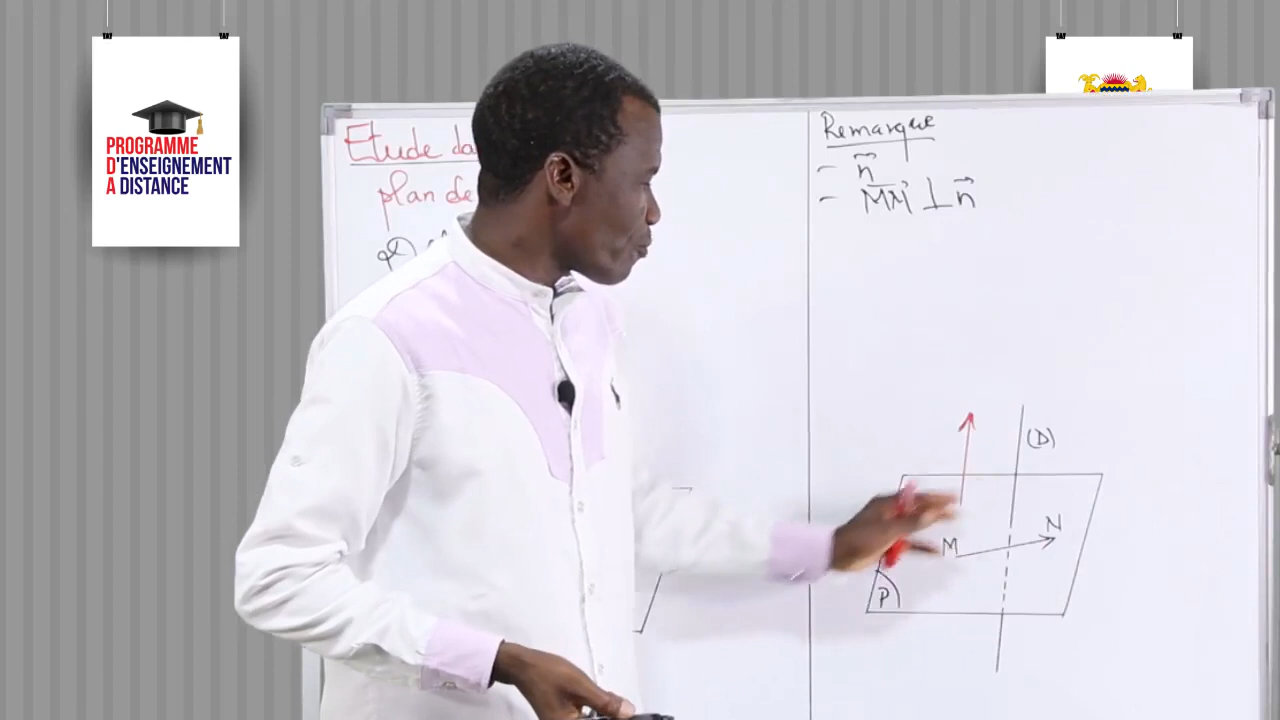 PROGRAMME
D'ENSEIGNEMENT
A DISTANCE
Etude
plan de
Remarque
- n⃗
- MN⃗ ⊥ n⃗
(D)
N
M
P